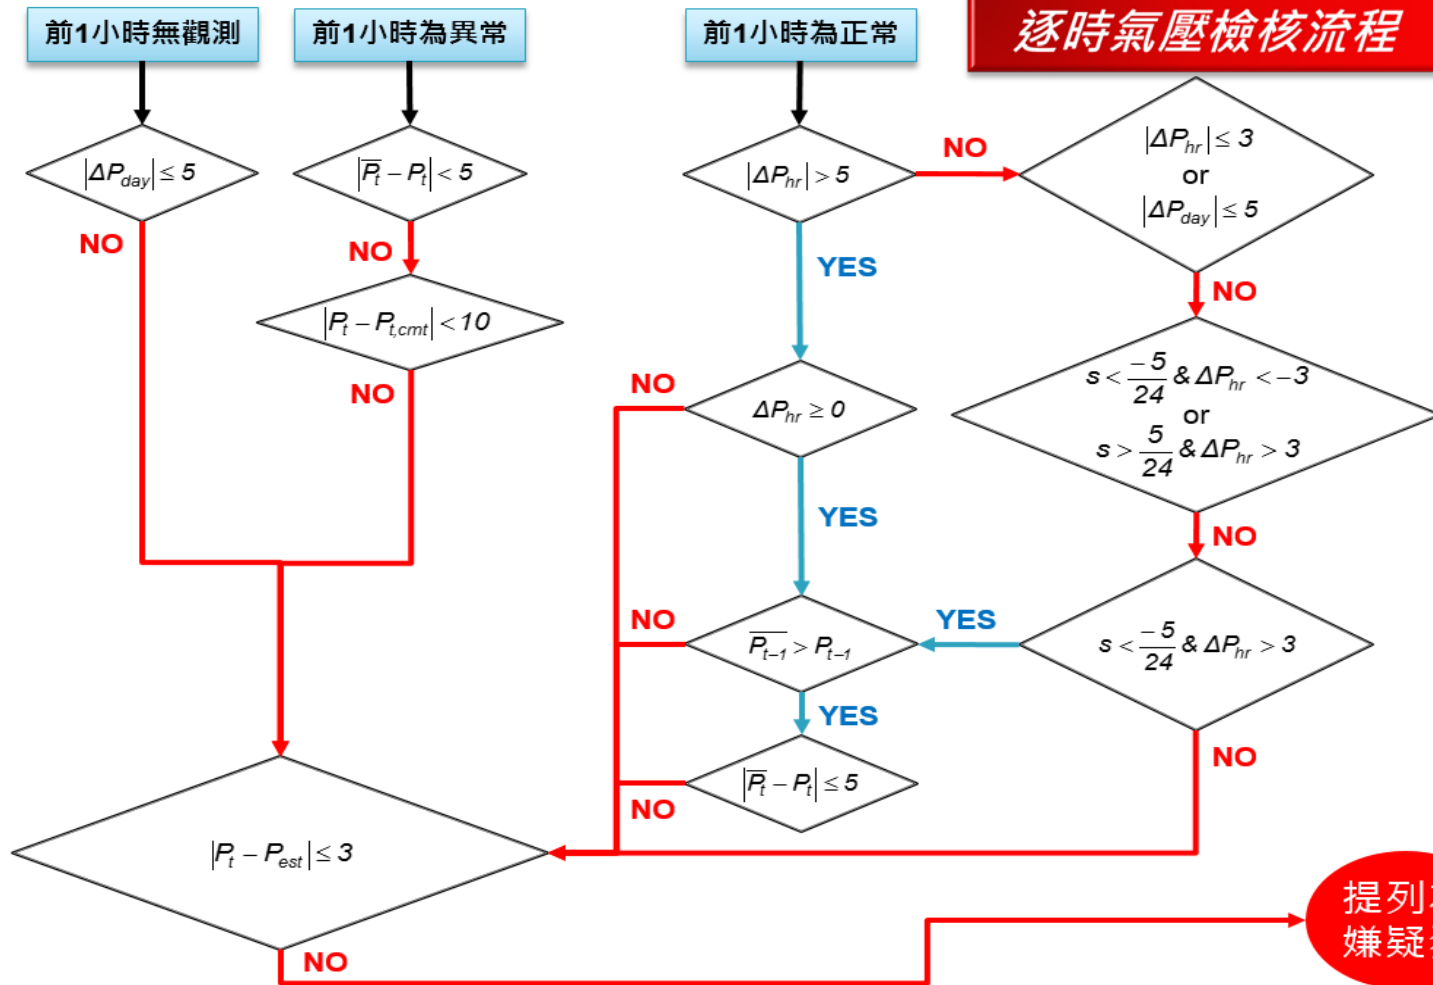 逐時氣壓檢核流程
前1小時無觀測
前1小時為異常
前1小時為正常
|ΔP_day| ≤ 5
NO
|P̅_t − P_t| < 5
NO
|P_t − P_t,cmt| < 10
NO
|ΔP_hr| > 5
NO
YES
|ΔP_hr| ≤ 3
or
|ΔP_day| ≤ 5
NO
s < −5/24 & ΔP_hr < −3
or
s > 5/24 & ΔP_hr > 3
NO
ΔP_hr ≥ 0
NO
YES
s < −5/24 & ΔP_hr > 3
YES
NO
P̅_t−1 > P_t−1
NO
YES
|P̅_t − P_t| ≤ 5
NO
|P_t − P_est| ≤ 3
NO
提列
嫌疑